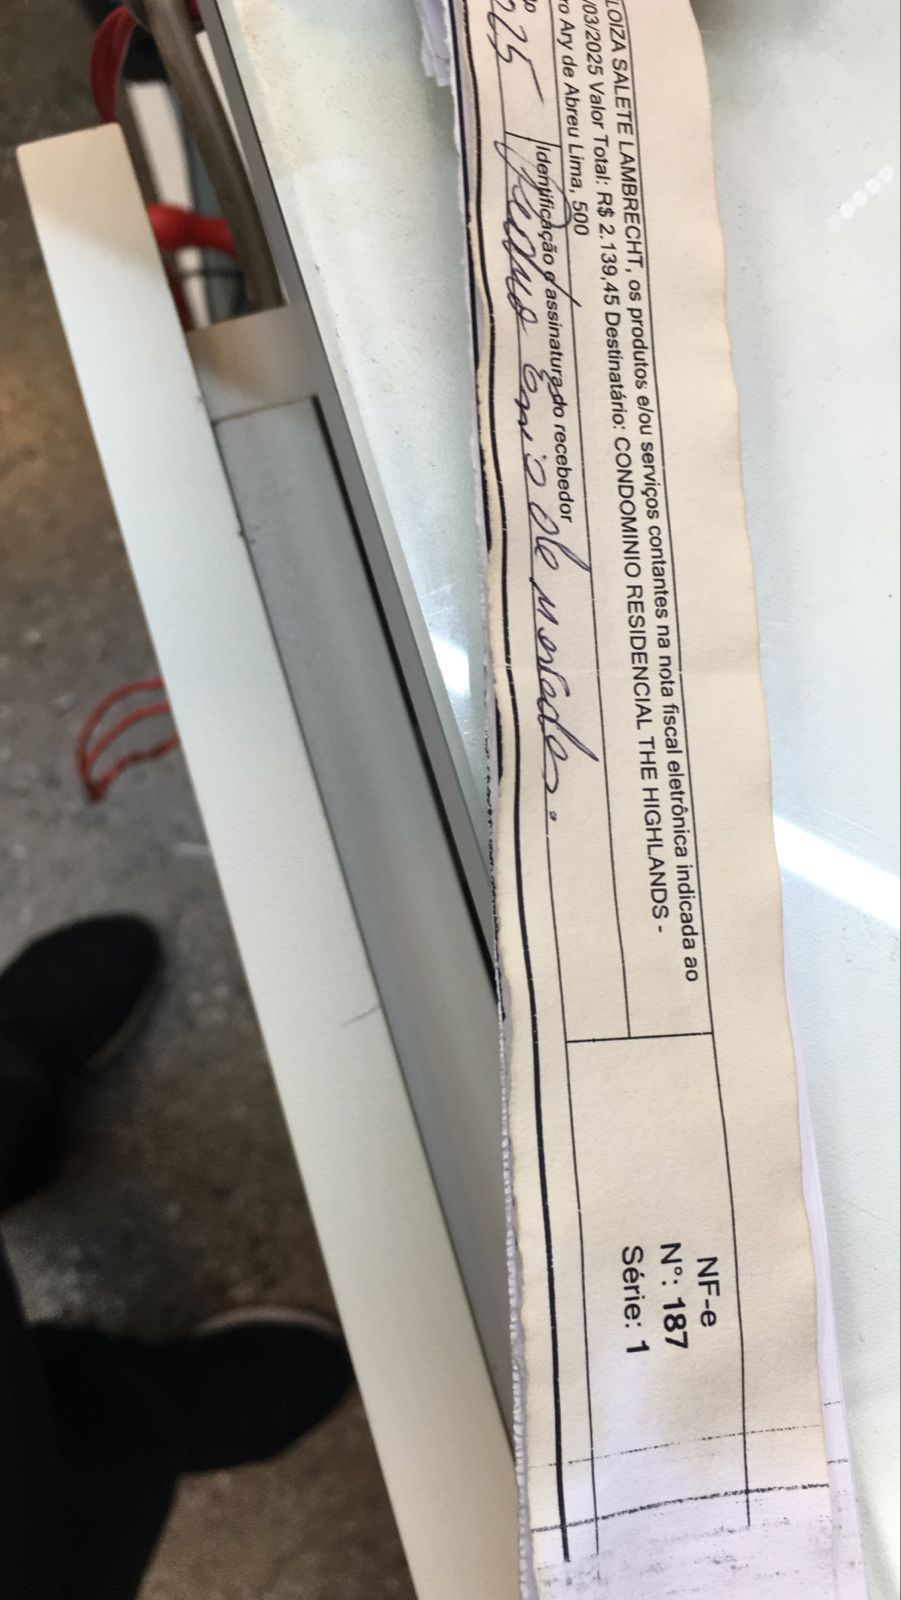 LOIZA SALETE LAMBRECHT, os produtos e/ou serviços contantes na nota fiscal eletrônica indicada ao
/03/2025 Valor Total: R$ 2.139,45 Destinatário: CONDOMINIO RESIDENCIAL THE HIGHLANDS -
ro Ary de Abreu Lima, 500
Identificação e assinatura do recebedor
025
NF-e
N°: 187
Série: 1